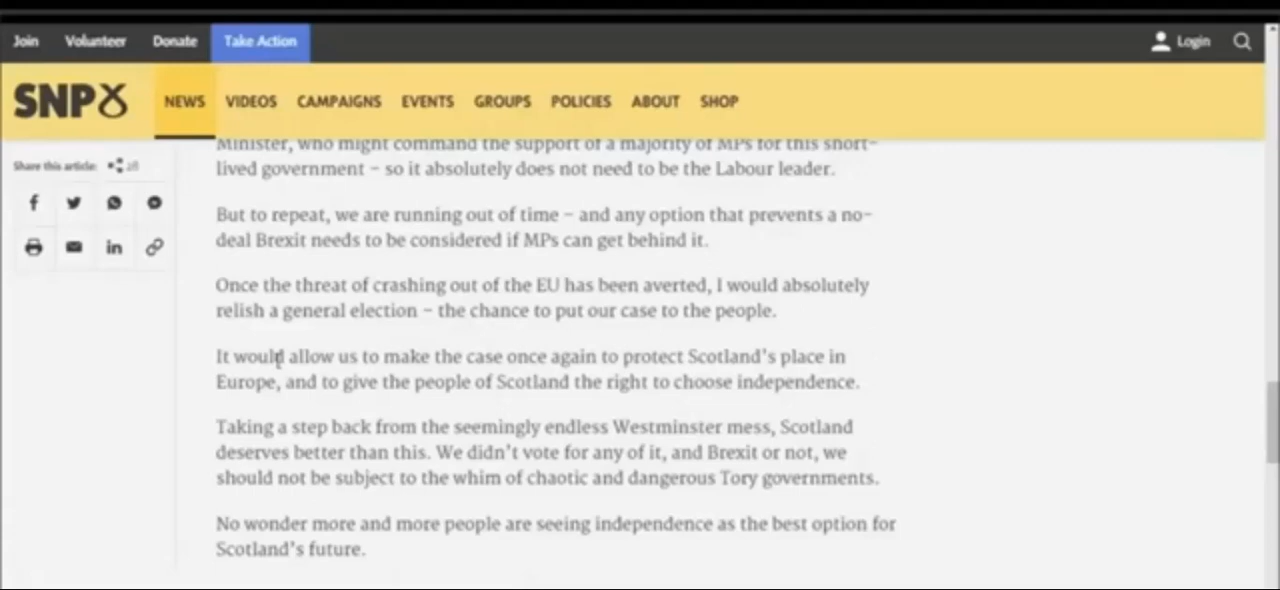 Join Volunteer Donate Take Action Login
SNP NEWS VIDEOS CAMPAIGNS EVENTS GROUPS POLICIES ABOUT SHOP
Share this article:
Minister, who might command the support of a majority of MPs for this short-
lived government – so it absolutely does not need to be the Labour leader.
But to repeat, we are running out of time – and any option that prevents a no-
deal Brexit needs to be considered if MPs can get behind it.
Once the threat of crashing out of the EU has been averted, I would absolutely
relish a general election – the chance to put our case to the people.
It would allow us to make the case once again to protect Scotland's place in
Europe, and to give the people of Scotland the right to choose independence.
Taking a step back from the seemingly endless Westminster mess, Scotland
deserves better than this. We didn't vote for any of it, and Brexit or not, we
should not be subject to the whim of chaotic and dangerous Tory governments.
No wonder more and more people are seeing independence as the best option for
Scotland's future.